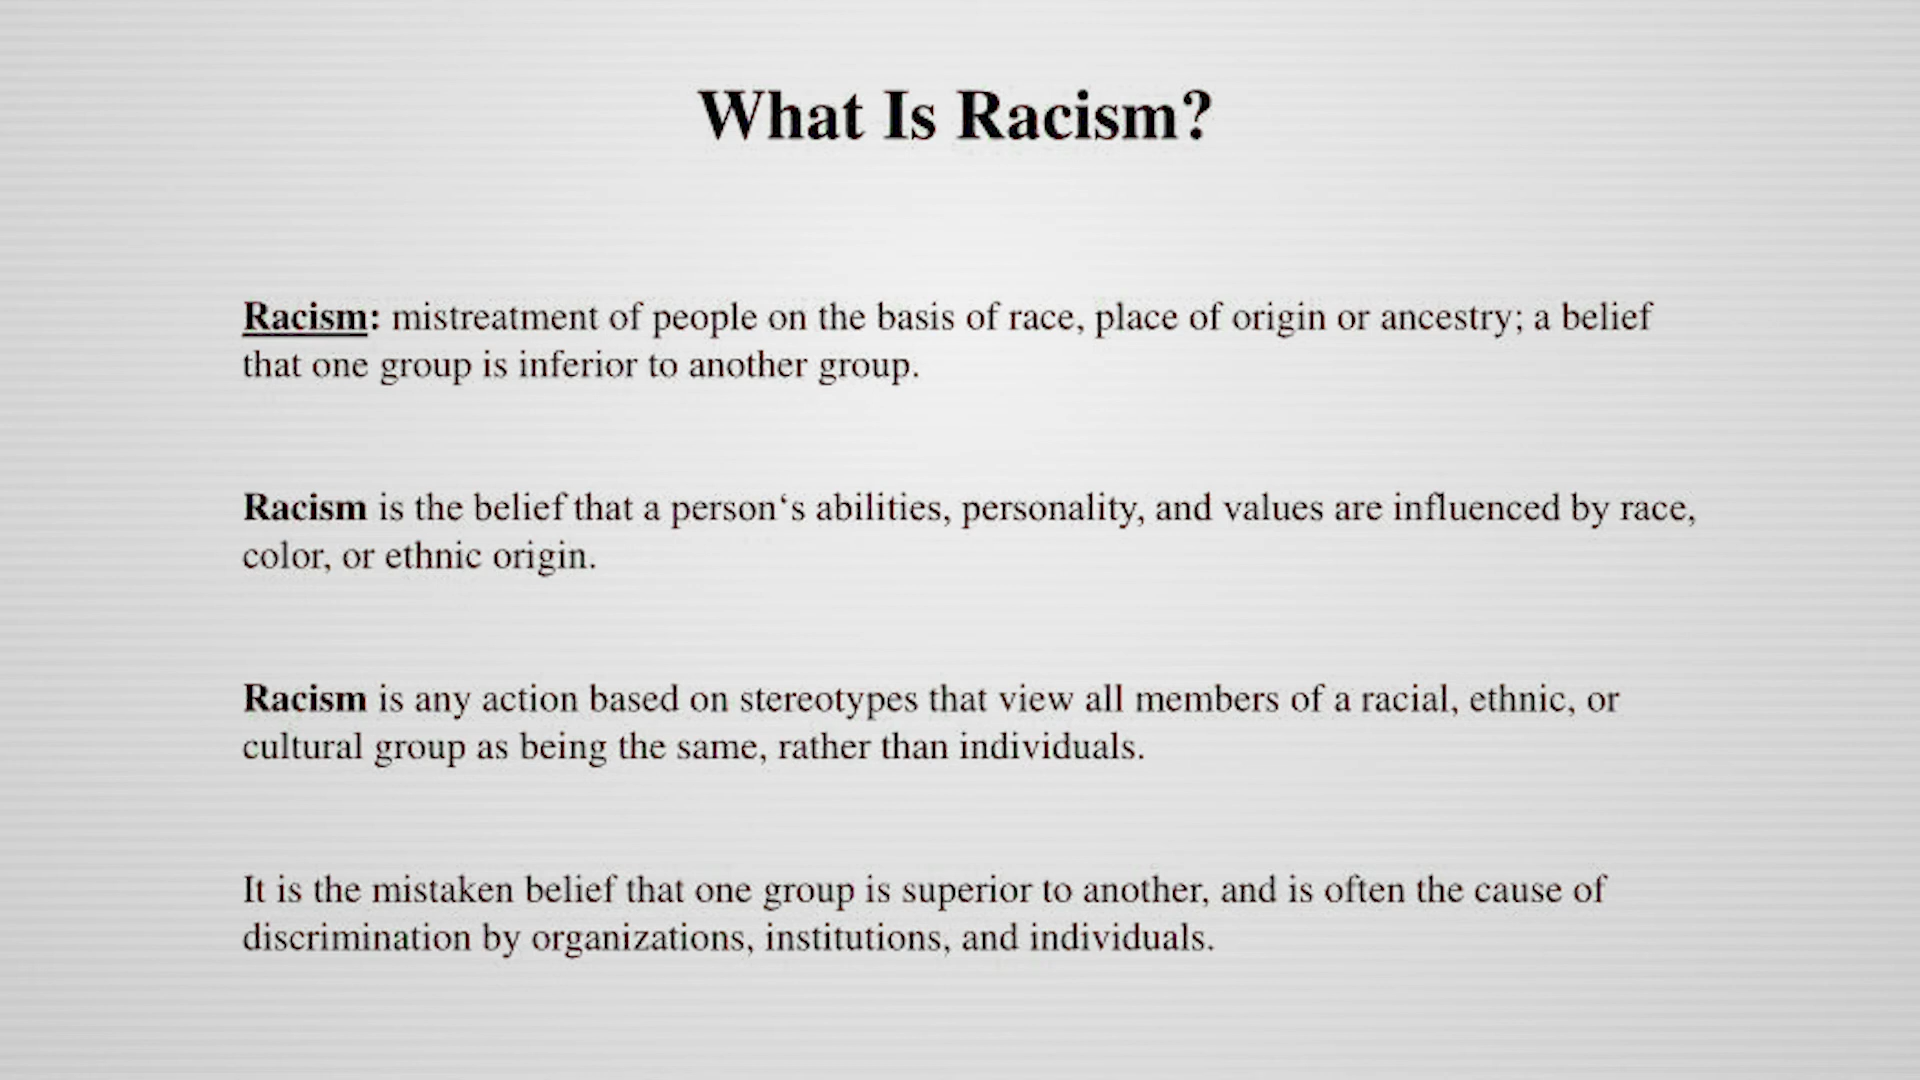 What Is Racism?
Racism: mistreatment of people on the basis of race, place of origin or ancestry; a belief
that one group is inferior to another group.
Racism is the belief that a person‘s abilities, personality, and values are influenced by race,
color, or ethnic origin.
Racism is any action based on stereotypes that view all members of a racial, ethnic, or
cultural group as being the same, rather than individuals.
It is the mistaken belief that one group is superior to another, and is often the cause of
discrimination by organizations, institutions, and individuals.